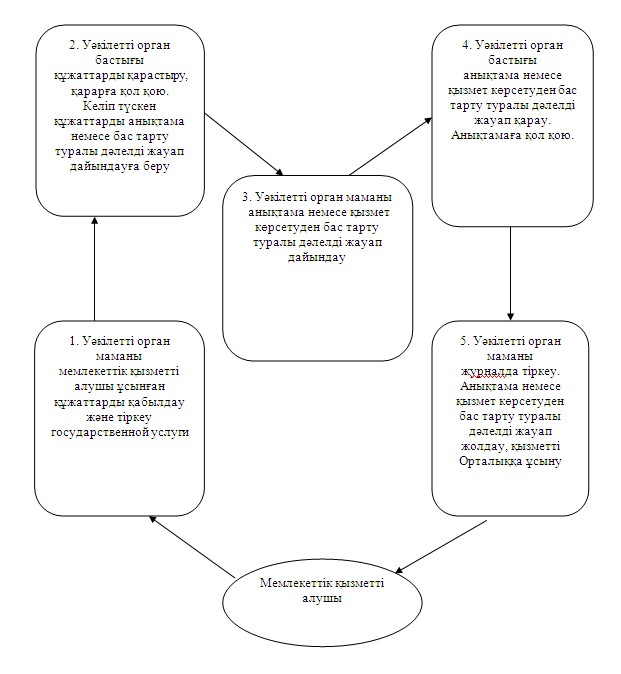 1. Уәкілетті орган
маманы
мемлекеттік қызметті
алушы ұсынған
құжаттарды қабылдау
және тіркеу
государственной услуги
2. Уәкілетті орган
бастығы
құжаттарды қарастыру,
қарарға қол қою.
Келіп түскен
құжаттарды анықтама
немесе бас тарту
туралы дәлелді жауап
дайындауға беру
3. Уәкілетті орган маманы
анықтама немесе қызмет
көрсетуден бас тарту
туралы дәлелді жауап
дайындау
4. Уәкілетті орган
бастығы
анықтама немесе
қызмет көрсетуден бас
тарту туралы дәлелді
жауап қарау.
Анықтамаға қол қою.
5. Уәкілетті орган
маманы
журналда тіркеу.
Анықтама немесе
қызмет көрсетуден
бас тарту туралы
дәлелді жауап
жолдау, қызметті
Орталыққа ұсыну
Мемлекеттік қызметті
алушы